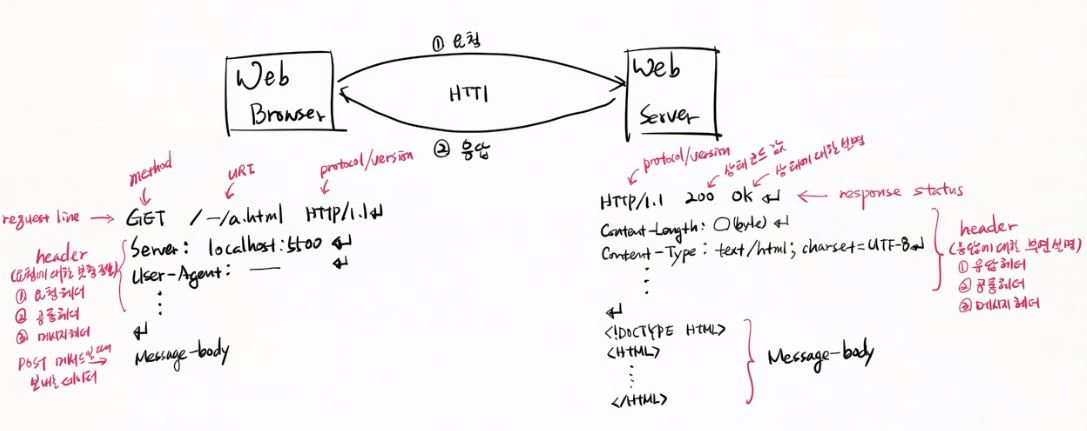 ① 요청
Web
Browser
HTTP
Web
Server
② 응답
method
URI
protocol/version
request line → GET /~/a.html HTTP/1.1↵
header
(요청에 대한 보충정보)
① 요청헤더
② 공통헤더
③ 메시지헤더
Server: localhost:5500 ↵
User-Agent: — ↵
↵
POST 메서드일때
보내는 데이터
Message-body
protocol/version
상태코드 값
상태에 대한 설명
HTTP/1.1 200 OK ↵ ← response status
Content-Length: ○(byte) ↵
Content-Type: text/html; charset=UTF-8↵
header
(응답에 대한 부연설명)
① 응답헤더
② 공통헤더
③ 메시지헤더
↵
<!DOCTYPE HTML>
<HTML>
</HTML>
Message-body